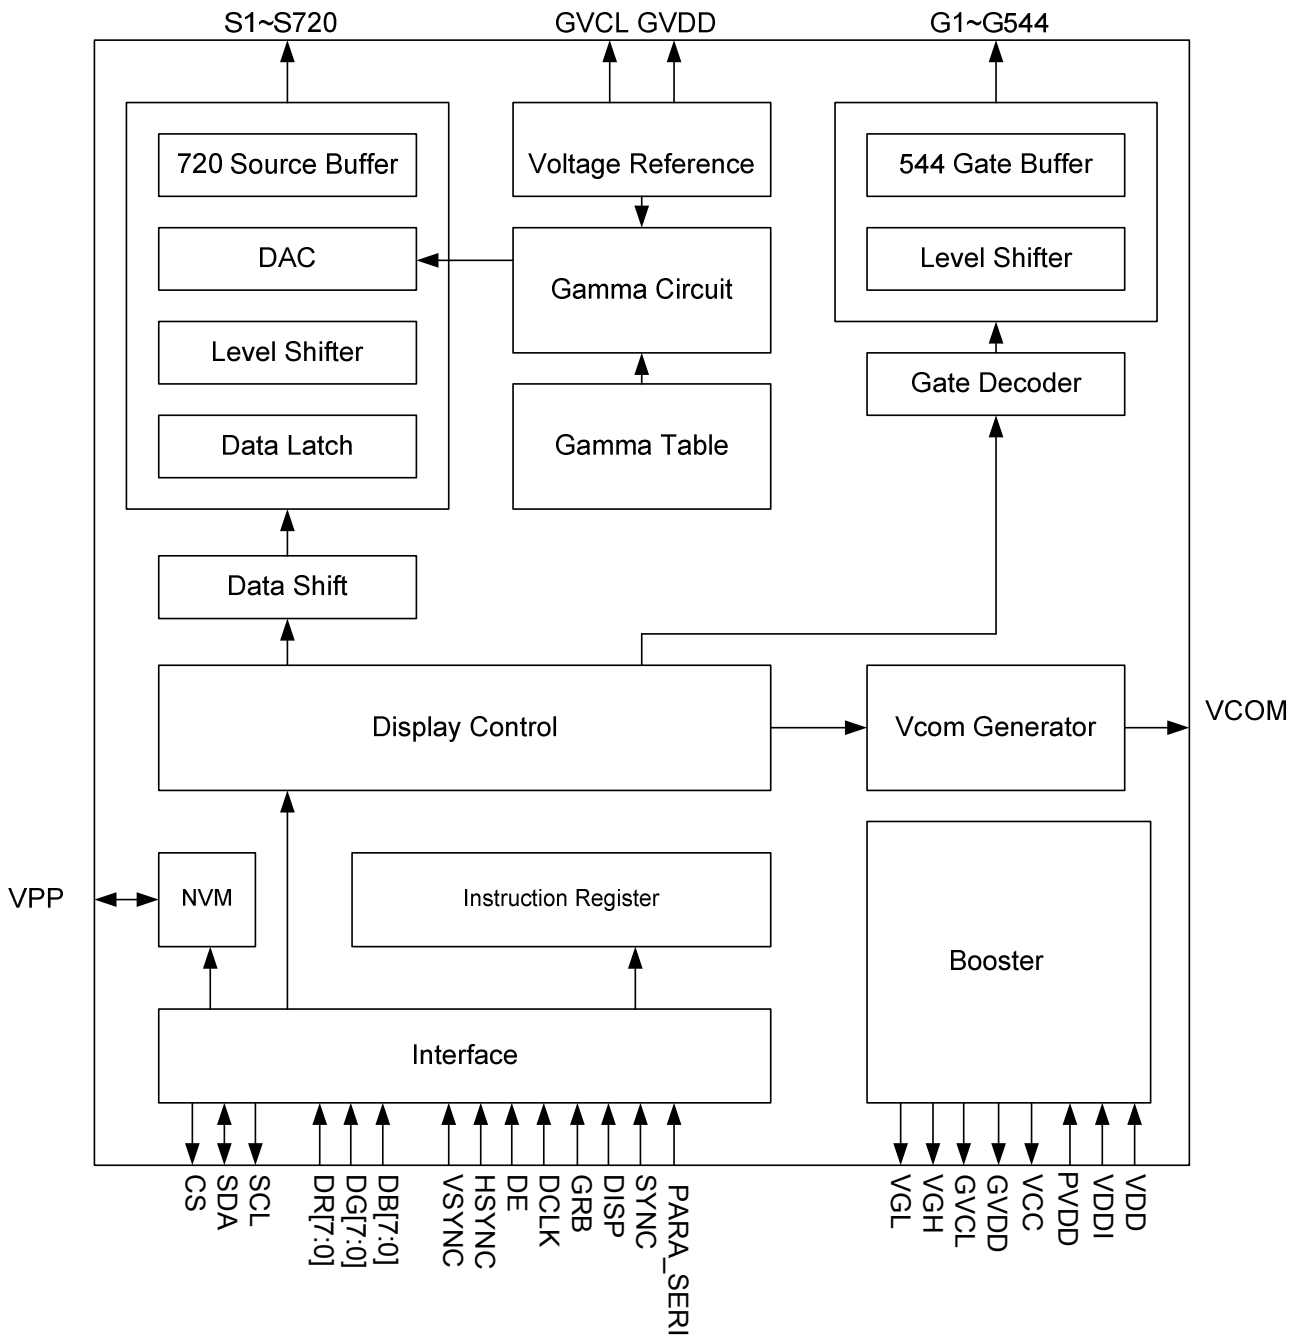 S1~S720
GVCL GVDD
G1~G544
720 Source Buffer
Voltage Reference
544 Gate Buffer
DAC
Gamma Circuit
Level Shifter
Level Shifter
Gate Decoder
Data Latch
Gamma Table
Data Shift
Display Control
Vcom Generator
VCOM
VPP
NVM
Instruction Register
Booster
Interface
CS
SDA
SCL
DR[7:0]
DG[7:0]
DB[7:0]
VSYNC
HSYNC
DE
DCLK
GRB
DISP
SYNC
PARA_SERI
VGL
VGH
GVCL
GVDD
VCC
PVDD
VDDI
VDD